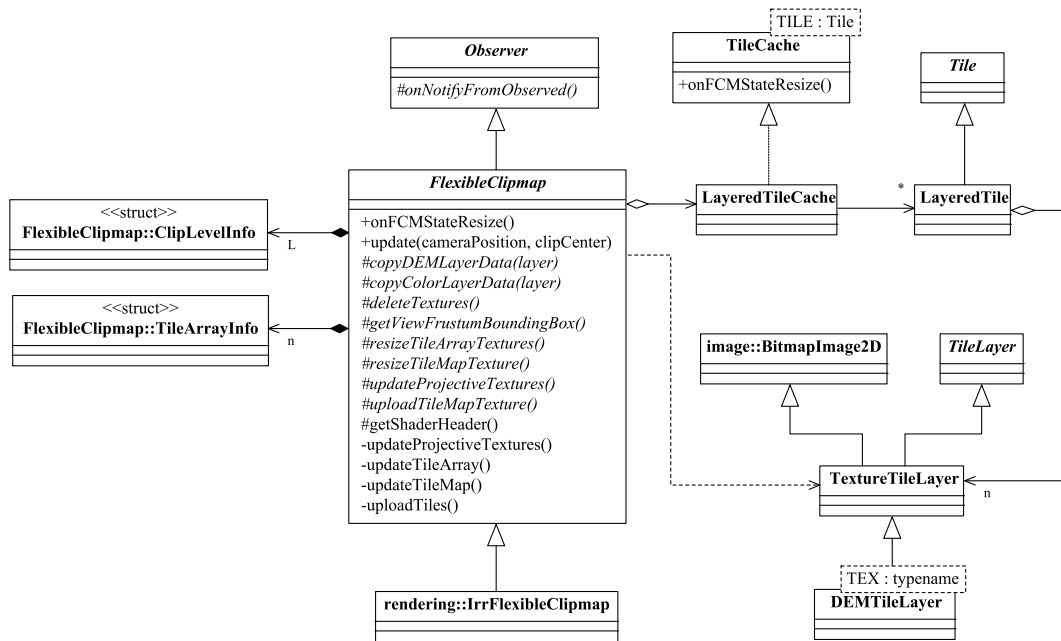 TILE : Tile
Observer
#onNotifyFromObserved()
TileCache
+onFCMStateResize()
Tile
FlexibleClipmap
+onFCMStateResize()
+update(cameraPosition, clipCenter)
#copyDEMLayerData(layer)
#copyColorLayerData(layer)
#deleteTextures()
#getViewFrustumBoundingBox()
#resizeTileArrayTextures()
#resizeTileMapTexture()
#updateProjectiveTextures()
#uploadTileMapTexture()
#getShaderHeader()
-updateProjectiveTextures()
-updateTileArray()
-updateTileMap()
-uploadTiles()
LayeredTileCache
*
LayeredTile
<<struct>>
FlexibleClipmap::ClipLevelInfo
L
<<struct>>
FlexibleClipmap::TileArrayInfo
n
image::BitmapImage2D
TileLayer
TextureTileLayer
n
TEX : typename
DEMTileLayer
rendering::IrrFlexibleClipmap